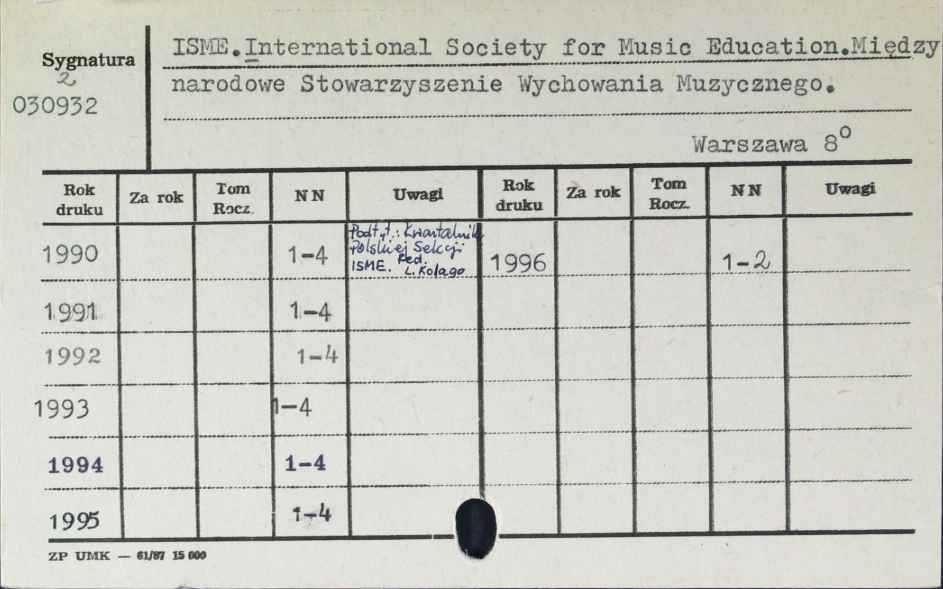 Sygnatura
2
030932
ISME.International Society for Music Education.Między
narodowe Stowarzyszenie Wychowania Muzycznego.
Warszawa 8°
Rok druku Za rok Tom Rocz. NN Uwagi Rok druku Za rok Tom Rocz. NN Uwagi
1990 1-4 Podt.t.: Kwartalnik Polskiej Sekcji ISME. Red. L. Kolago 1996 1-2
1991 1-4
1992 1-4
1993 1-4
1994 1-4
1995 1-4
ZP UMK — 61/87 15 000